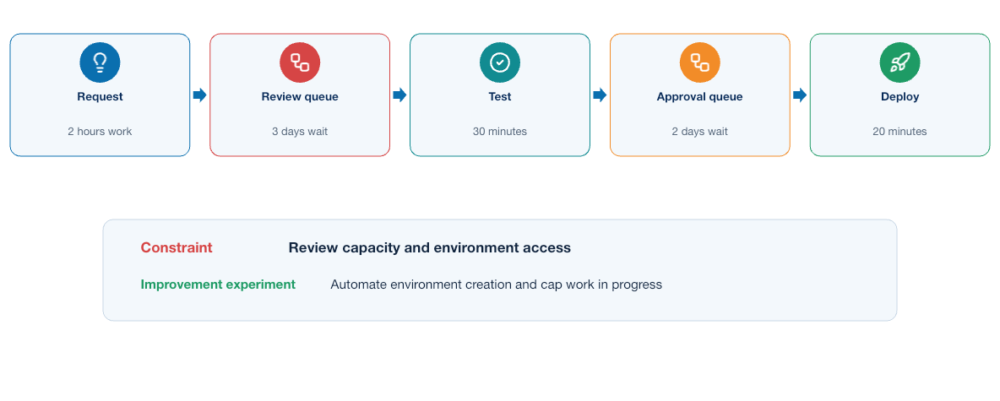 Request
2 hours work
Review queue
3 days wait
Test
30 minutes
Approval queue
2 days wait
Deploy
20 minutes
Constraint Review capacity and environment access
Improvement experiment Automate environment creation and cap work in progress